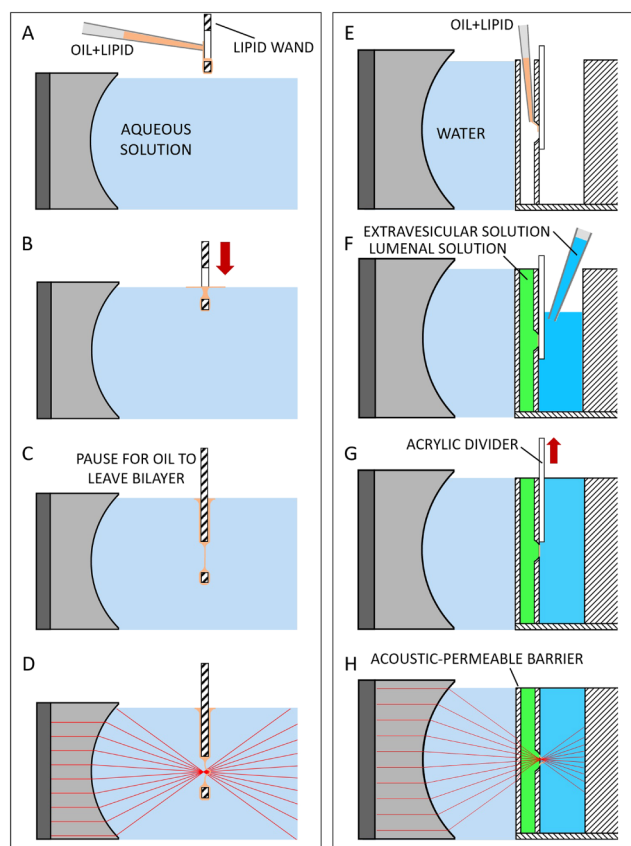 A
OIL+LIPID
LIPID WAND
AQUEOUS
SOLUTION
B
C
PAUSE FOR OIL TO
LEAVE BILAYER
D
E
OIL+LIPID
WATER
F
EXTRAVESICULAR SOLUTION
LUMENAL SOLUTION
G
ACRYLIC DIVIDER
H
ACOUSTIC-PERMEABLE BARRIER